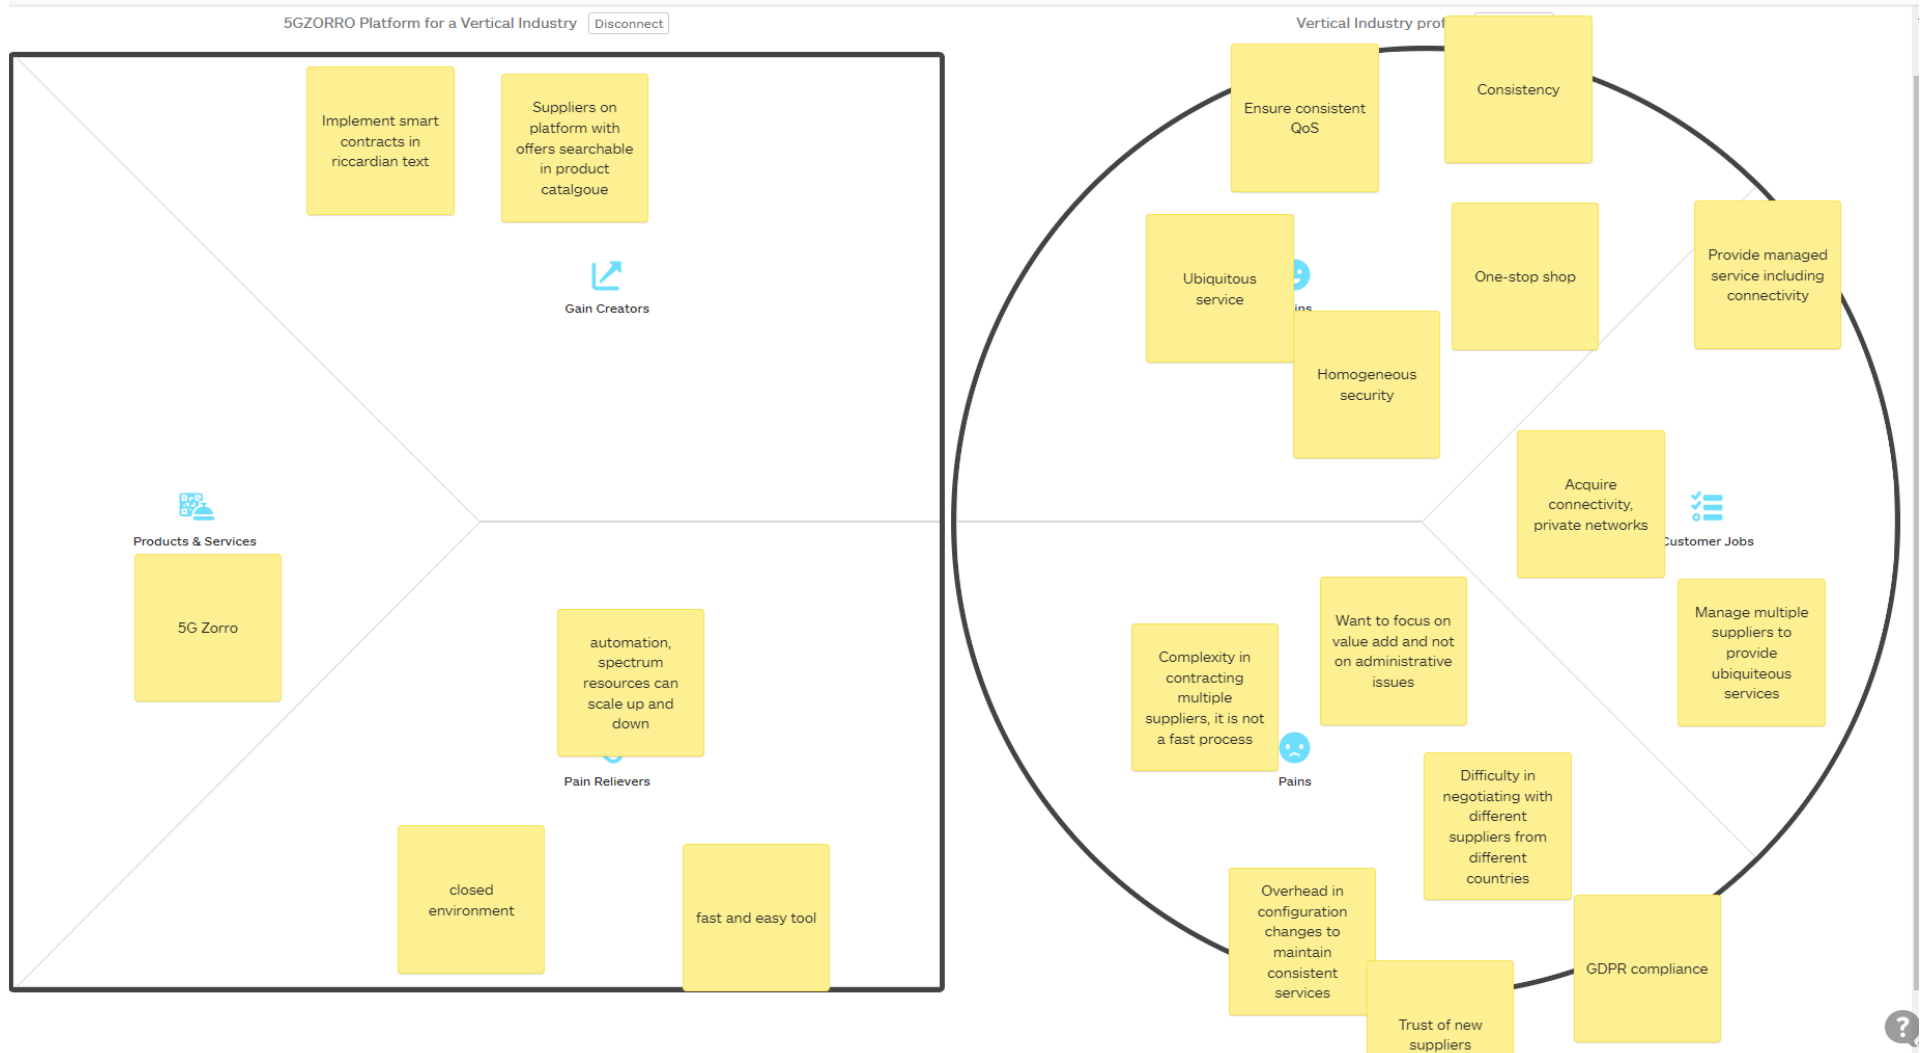 5GZORRO Platform for a Vertical Industry
Disconnect
Implement smart
contracts in
riccardian text
Suppliers on
platform with
offers searchable
in product
catalgoue
Gain Creators
Products & Services
5G Zorro
automation,
spectrum
resources can
scale up and
down
Pain Relievers
closed
environment
fast and easy tool
Vertical Industry prof
Ensure consistent
QoS
Consistency
Ubiquitous
service
ins
One-stop shop
Provide managed
service including
connectivity
Homogeneous
security
Acquire
connectivity,
private networks
Customer Jobs
Manage multiple
suppliers to
provide
ubiquiteous
services
Complexity in
contracting
multiple
suppliers, it is not
a fast process
Want to focus on
value add and not
on administrative
issues
Pains
Difficulty in
negotiating with
different
suppliers from
different
countries
Overhead in
configuration
changes to
maintain
consistent
services
GDPR compliance
Trust of new
suppliers
?